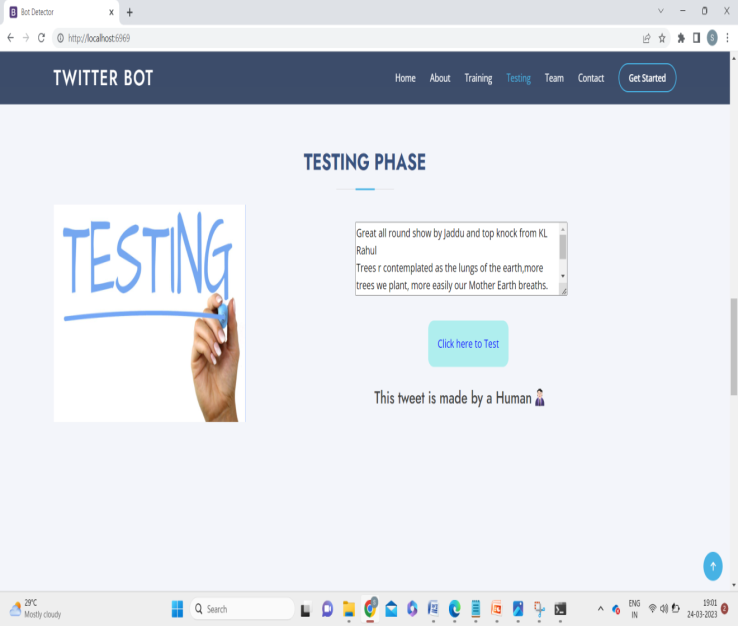 Bot Detector
http://localhost:6969
TWITTER BOT
Home About Training Testing Team Contact Get Started
TESTING PHASE
TESTING
Great all round show by Jaddu and top knock from KL
Rahul
Trees r contemplated as the lungs of the earth,more
trees we plant, more easily our Mother Earth breaths.
Click here to Test
This tweet is made by a Human
29°C
Mostly cloudy
Search
ENG
IN
19:01
24-03-2023
2
S